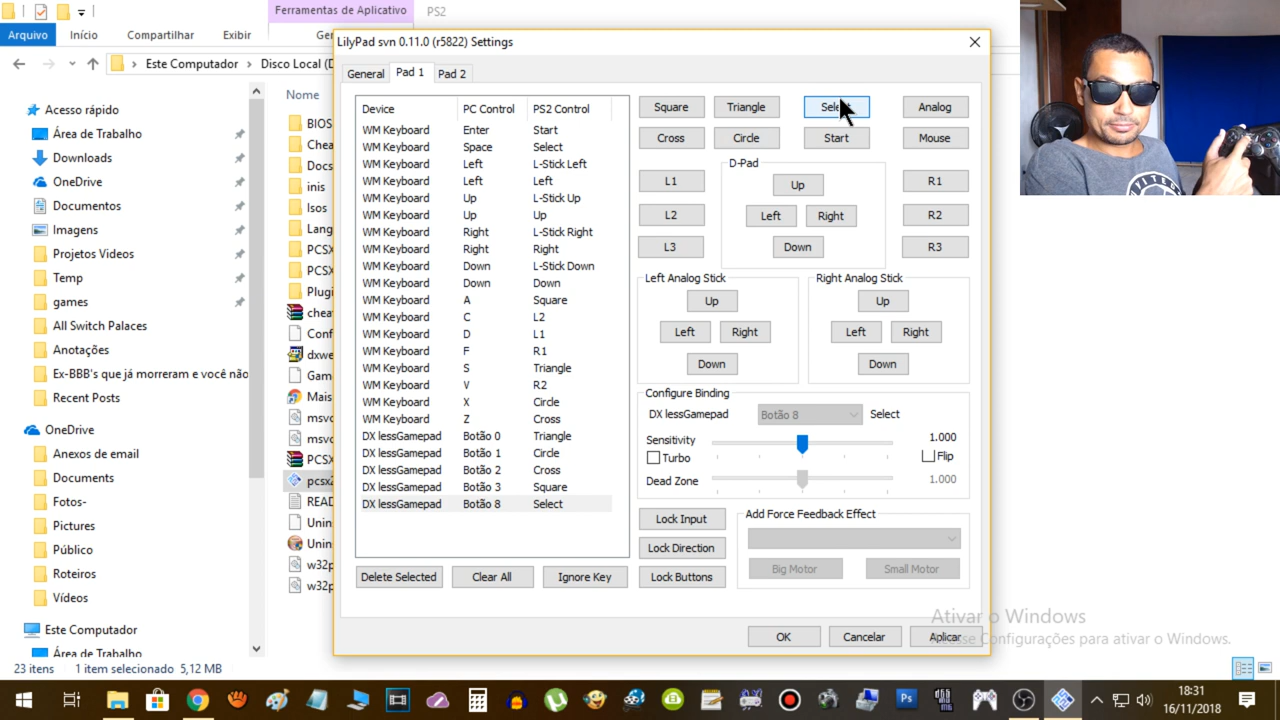 Ferramentas de Aplicativo PS2
Arquivo Início Compartilhar Exibir
Este Computador > Disco Local
LilyPad svn 0.11.0 (r5822) Settings
General Pad 1 Pad 2
Nome
Acesso rápido
Área de Trabalho
Downloads
OneDrive
Documentos
Imagens
Projetos Videos
Temp
games
All Switch Palaces
Anotações
Ex-BBB's que já morreram e você não
Recent Posts
OneDrive
Anexos de email
Documents
Fotos-
Pictures
Público
Roteiros
Vídeos
Este Computador
Área de Trabalho
BIOS
Chea
Docs
inis
Isos
Lang
PCSX
PCSX
Plugi
cheat
Conf
dxwe
Gam
Mais
msvc
msvc
PCSX
pcsx2
READ
Unin
Unin
w32p
w32p
Device PC Control PS2 Control
WM Keyboard Enter Start
WM Keyboard Space Select
WM Keyboard Left L-Stick Left
WM Keyboard Left Left
WM Keyboard Up L-Stick Up
WM Keyboard Up Up
WM Keyboard Right L-Stick Right
WM Keyboard Right Right
WM Keyboard Down L-Stick Down
WM Keyboard Down Down
WM Keyboard A Square
WM Keyboard C L2
WM Keyboard D L1
WM Keyboard F R1
WM Keyboard S Triangle
WM Keyboard V R2
WM Keyboard X Circle
WM Keyboard Z Cross
DX lessGamepad Botão 0 Triangle
DX lessGamepad Botão 1 Circle
DX lessGamepad Botão 2 Cross
DX lessGamepad Botão 3 Square
DX lessGamepad Botão 8 Select
Delete Selected Clear All Ignore Key
Square Triangle Select Analog
Cross Circle Start Mouse
D-Pad
L1 Up R1
L2 Left Right R2
L3 Down R3
Left Analog Stick Right Analog Stick
Up Up
Left Right Left Right
Down Down
Configure Binding
DX lessGamepad Botão 8 Select
Sensitivity 1.000
Turbo Flip
Dead Zone 1.000
Lock Input
Lock Direction
Lock Buttons
Add Force Feedback Effect
Big Motor Small Motor
OK Cancelar Aplicar
Ativar o Windows
Configurações para ativar o Windows.
23 itens 1 item selecionado 5,12 MB
Ps
18:31
16/11/2018